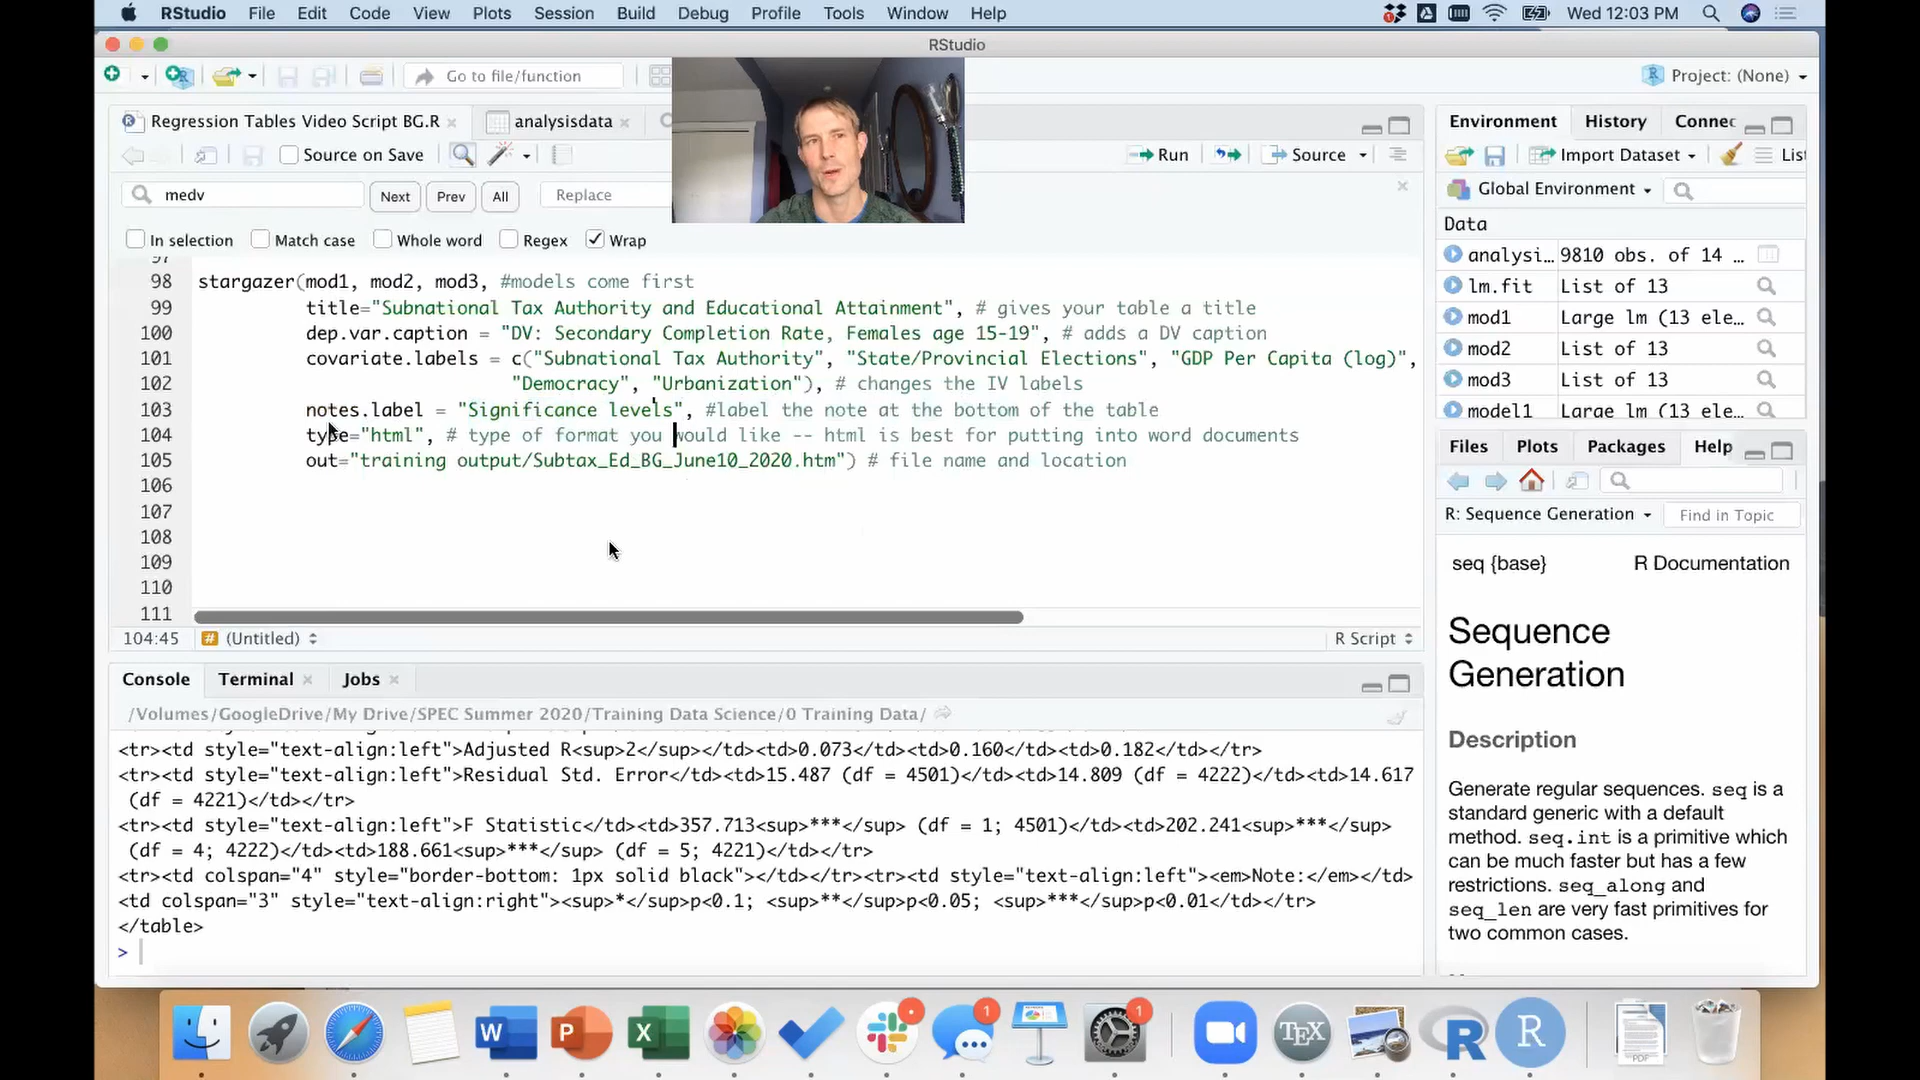 RStudio File Edit Code View Plots Session Build Debug Profile Tools Window Help
1
Wed 12:03 PM
RStudio
Go to file/function
Project: (None)
Regression Tables Video Script BG.R
analysisdata
Source on Save
Run
Source
medv
Next
Prev
All
Replace
In selection
Match case
Whole word
Regex
Wrap
97
98 stargazer(mod1, mod2, mod3, #models come first
99 title="Subnational Tax Authority and Educational Attainment", # gives your table a title
100 dep.var.caption = "DV: Secondary Completion Rate, Females age 15-19", # adds a DV caption
101 covariate.labels = c("Subnational Tax Authority", "State/Provincial Elections", "GDP Per Capita (log)",
102 "Democracy", "Urbanization"), # changes the IV labels
103 notes.label = "Significance levels", #label the note at the bottom of the table
104 type="html", # type of format you would like -- html is best for putting into word documents
105 out="training output/Subtax_Ed_BG_June10_2020.htm") # file name and location
106
107
108
109
110
111
104:45 # (Untitled) R Script
Console Terminal Jobs
/Volumes/GoogleDrive/My Drive/SPEC Summer 2020/Training Data Science/0 Training Data/
<tr><td style="text-align:left">Adjusted R<sup>2</sup></td><td>0.073</td><td>0.160</td><td>0.182</td></tr>
<tr><td style="text-align:left">Residual Std. Error</td><td>15.487 (df = 4501)</td><td>14.809 (df = 4222)</td><td>14.617
(df = 4221)</td></tr>
<tr><td style="text-align:left">F Statistic</td><td>357.713<sup>***</sup> (df = 1; 4501)</td><td>202.241<sup>***</sup>
(df = 4; 4222)</td><td>188.661<sup>***</sup> (df = 5; 4221)</td></tr>
<tr><td colspan="4" style="border-bottom: 1px solid black"></td></tr><tr><td style="text-align:left"><em>Note:</em></td>
<td colspan="3" style="text-align:right"><sup>*</sup>p<0.1; <sup>**</sup>p<0.05; <sup>***</sup>p<0.01</td></tr>
</table>
>
Environment History Connec
Import Dataset
List
Global Environment
Data
analysi… 9810 obs. of 14 …
lm.fit List of 13
mod1 Large lm (13 ele…
mod2 List of 13
mod3 List of 13
model1 Large lm (13 ele…
Files Plots Packages Help
R: Sequence Generation
Find in Topic
seq {base} R Documentation
Sequence
Generation
Description
Generate regular sequences. seq is a
standard generic with a default
method. seq.int is a primitive which
can be much faster but has a few
restrictions. seq_along and
seq_len are very fast primitives for
two common cases.
W
P
X
1
1
TEX
R
R
PDF